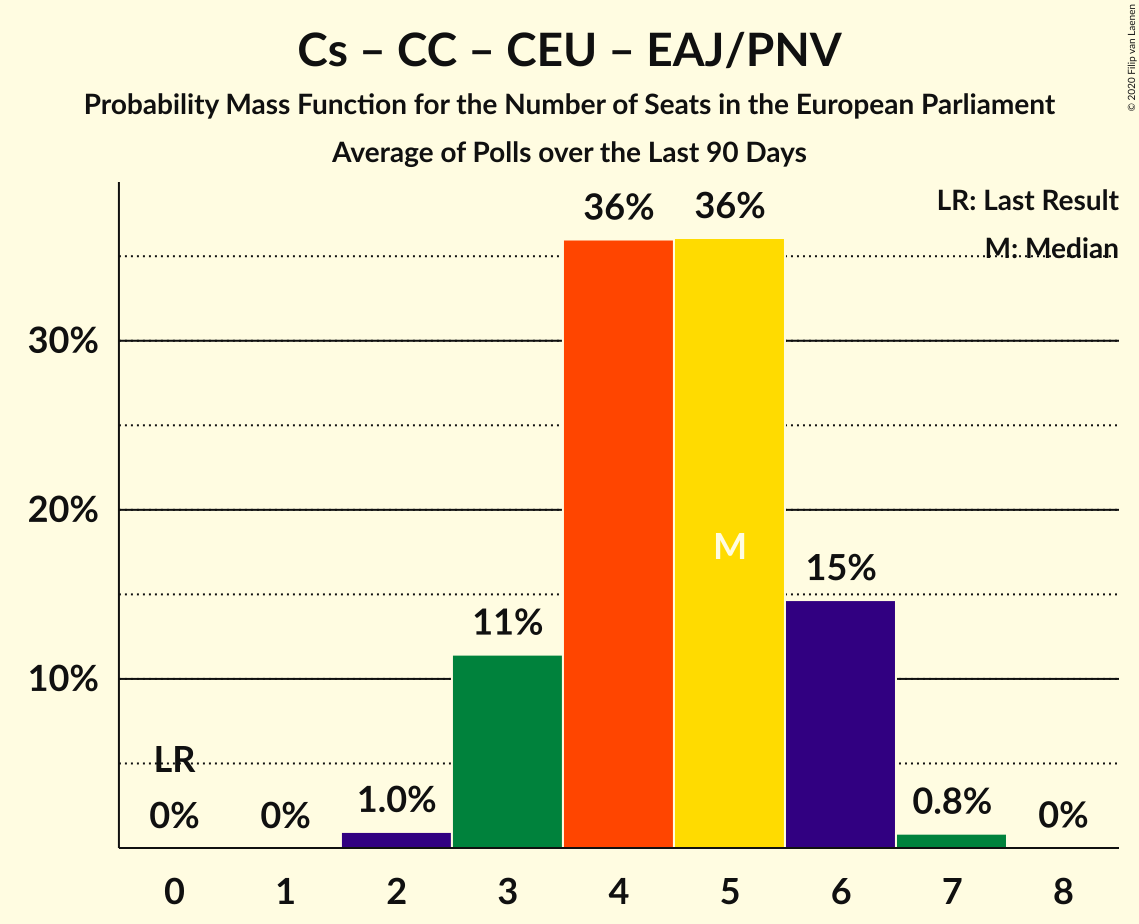 Cs – CC – CEU – EAJ/PNV
Probability Mass Function for the Number of Seats in the European Parliament
Average of Polls over the Last 90 Days
© 2020 Filip van Laenen
LR: Last Result
M: Median
36%
36%
30%
20%
M
15%
11%
10%
LR
0%
0%
1.0%
0.8%
0%
0 1 2 3 4 5 6 7 8